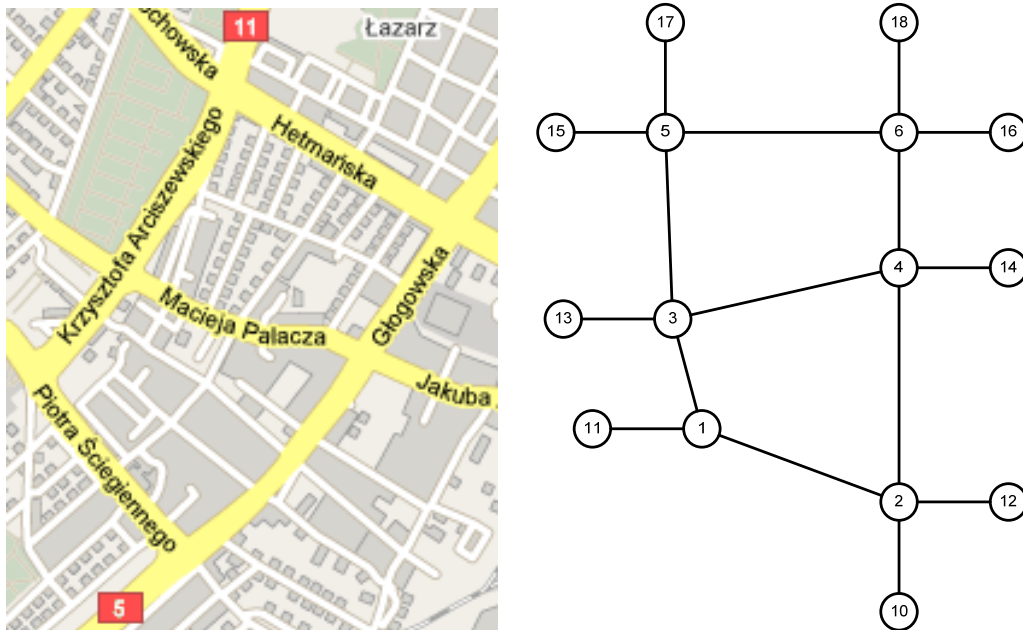 11
Łazarz
ochowska
Hetmańska
Krzysztofa Arciszewskiego
Głogowska
Macieja Palacza
Jakuba
Piotra Ściegiennego
5
17
18
15
5
6
16
4
14
13
3
11
1
2
12
10